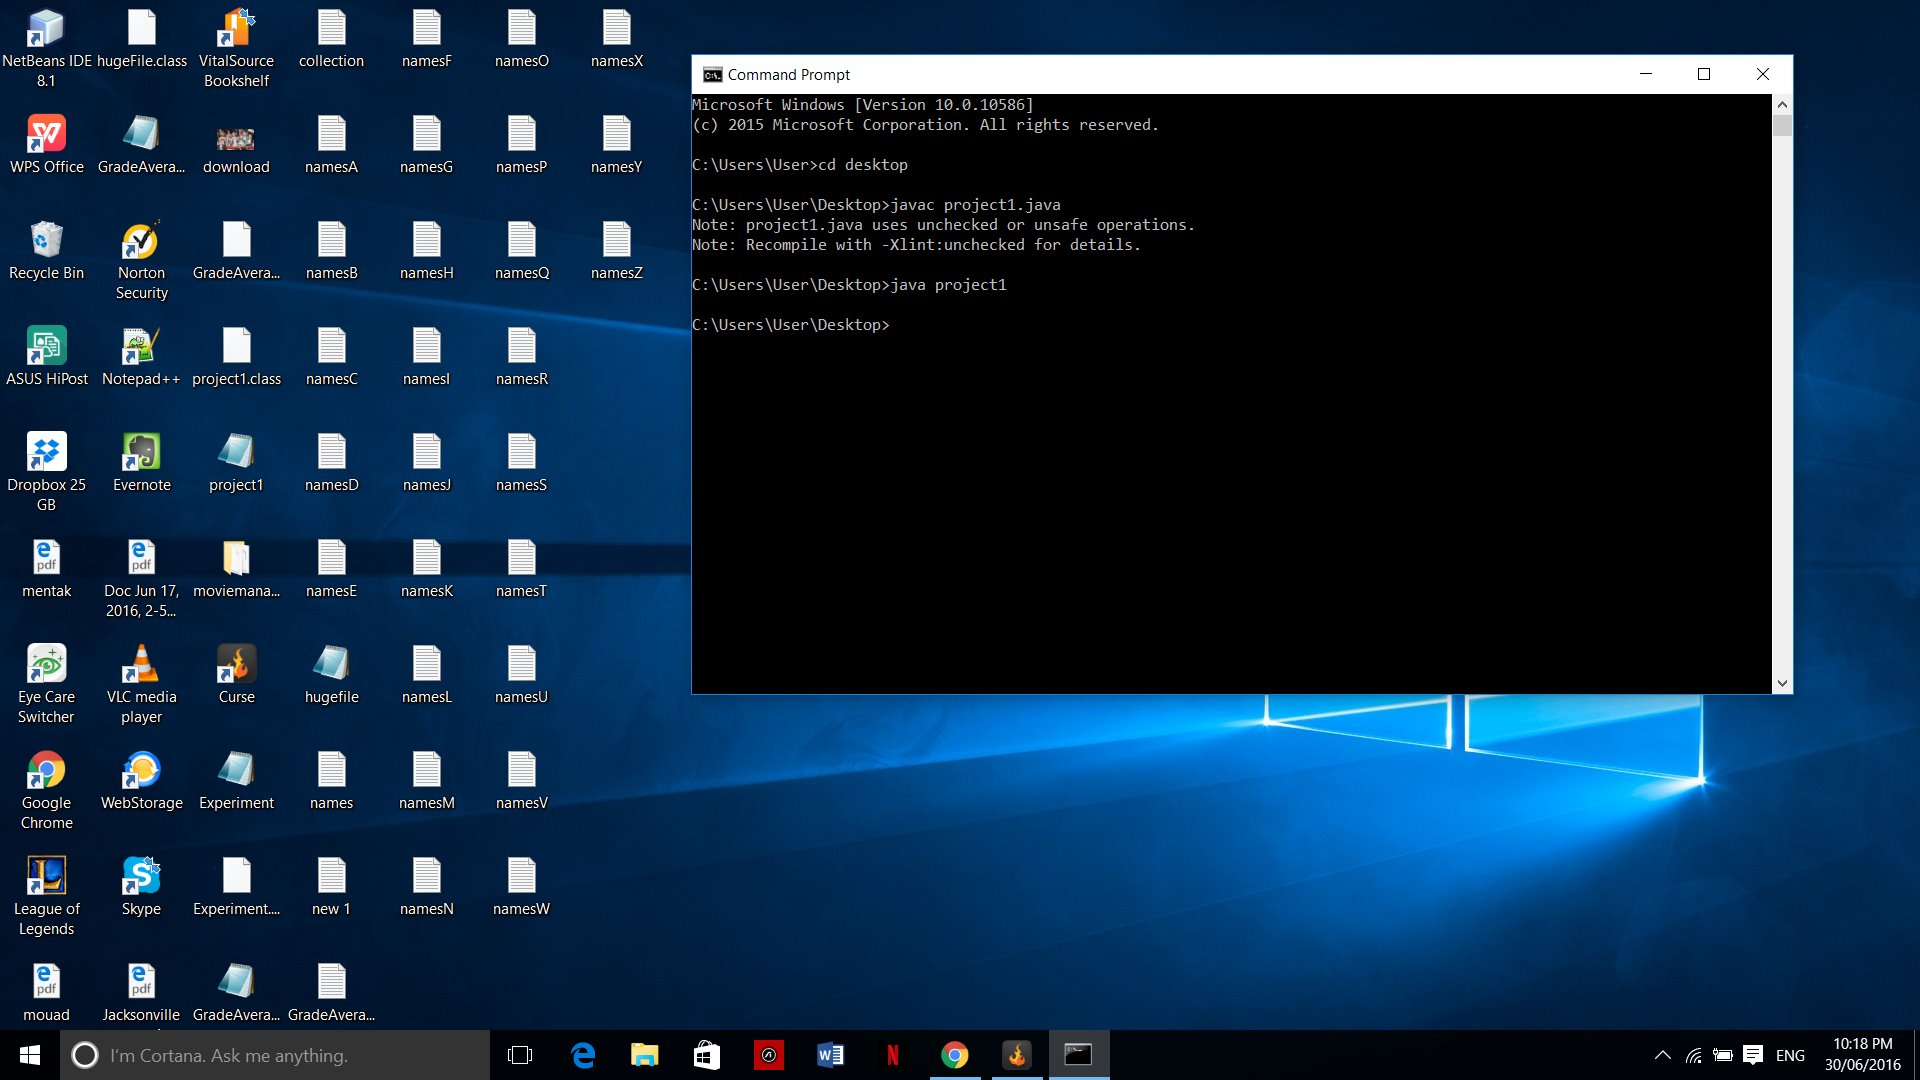 NetBeans IDE
8.1
hugeFile.class
VitalSource
Bookshelf
collection
namesF
namesO
namesX
WPS Office
GradeAvera...
download
namesA
namesG
namesP
namesY
Recycle Bin
Norton
Security
GradeAvera...
namesB
namesH
namesQ
namesZ
ASUS HiPost
Notepad++
project1.class
namesC
namesI
namesR
Dropbox 25
GB
Evernote
project1
namesD
namesJ
namesS
pdf
mentak
pdf
Doc Jun 17,
2016, 2-5...
moviemana...
namesE
namesK
namesT
Eye Care
Switcher
VLC media
player
Curse
hugefile
namesL
namesU
Google
Chrome
WebStorage
Experiment
names
namesM
namesV
League of
Legends
Skype
Experiment....
new 1
namesN
namesW
pdf
mouad
pdf
Jacksonville
GradeAvera...
GradeAvera...
Command Prompt
Microsoft Windows [Version 10.0.10586]
(c) 2015 Microsoft Corporation. All rights reserved.
C:\Users\User>cd desktop
C:\Users\User\Desktop>javac project1.java
Note: project1.java uses unchecked or unsafe operations.
Note: Recompile with -Xlint:unchecked for details.
C:\Users\User\Desktop>java project1
C:\Users\User\Desktop>
I'm Cortana. Ask me anything.
ENG
10:18 PM
30/06/2016